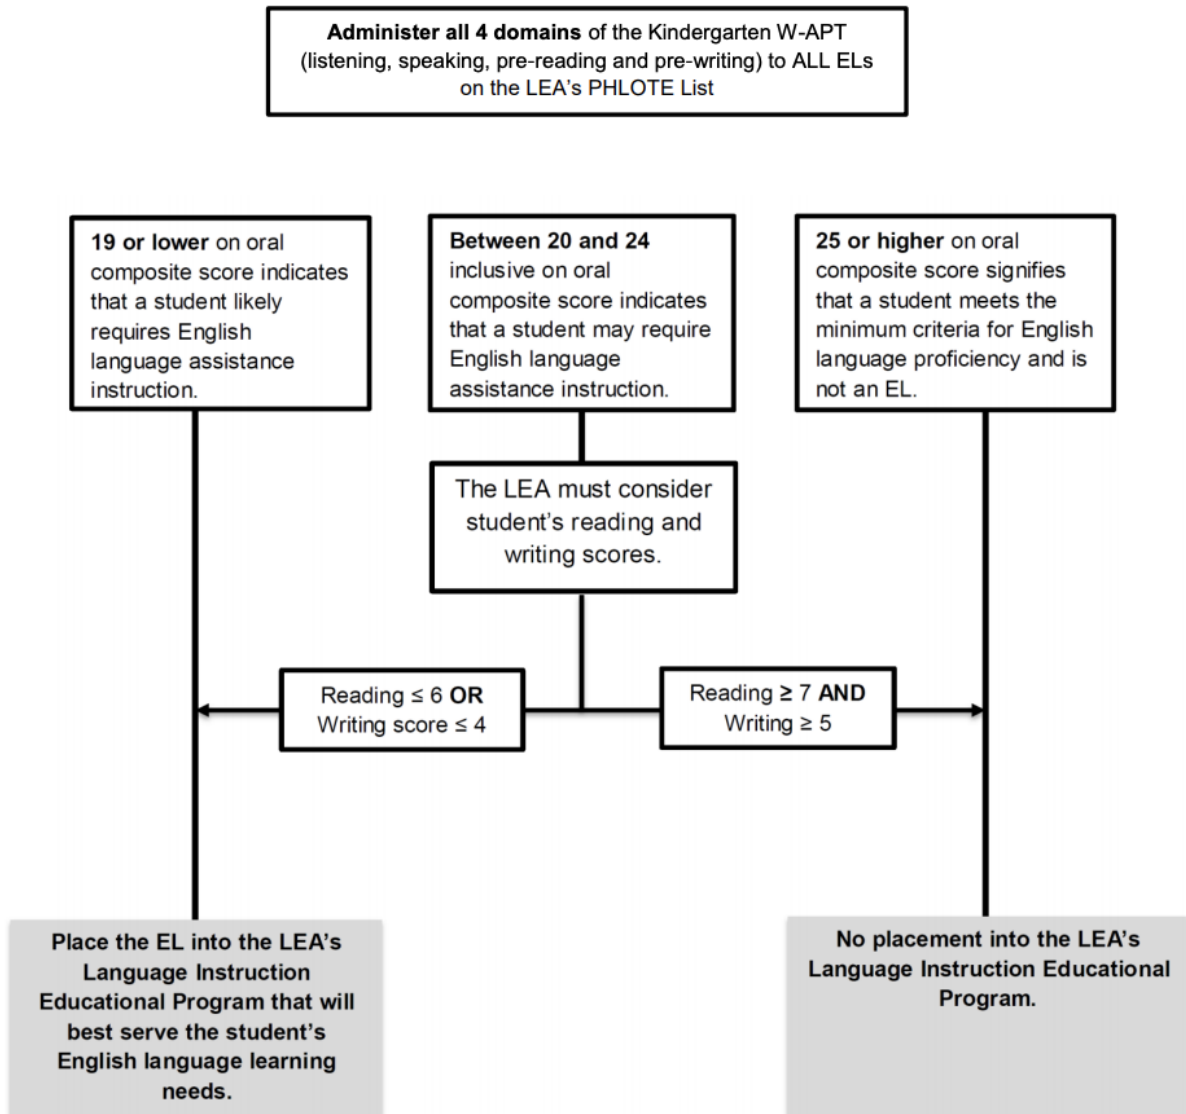 Administer all 4 domains of the Kindergarten W-APT
(listening, speaking, pre-reading and pre-writing) to ALL ELs
on the LEA's PHLOTE List
19 or lower on oral
composite score indicates
that a student likely
requires English
language assistance
instruction.
Between 20 and 24
inclusive on oral
composite score indicates
that a student may require
English language
assistance instruction.
25 or higher on oral
composite score signifies
that a student meets the
minimum criteria for English
language proficiency and is
not an EL.
The LEA must consider
student's reading and
writing scores.
Reading ≤ 6 OR
Writing score ≤ 4
Reading ≥ 7 AND
Writing ≥ 5
Place the EL into the LEA's
Language Instruction
Educational Program that will
best serve the student's
English language learning
needs.
No placement into the LEA's
Language Instruction Educational
Program.